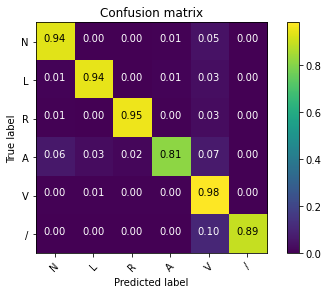 Confusion matrix
N 0.94 0.00 0.00 0.01 0.05 0.00
L 0.01 0.94 0.00 0.01 0.03 0.00
R 0.01 0.00 0.95 0.00 0.03 0.00
A 0.06 0.03 0.02 0.81 0.07 0.00
V 0.00 0.01 0.00 0.00 0.98 0.00
/ 0.00 0.00 0.00 0.00 0.10 0.89
N L R A V /
True label
Predicted label
0.8
0.6
0.4
0.2
0.0